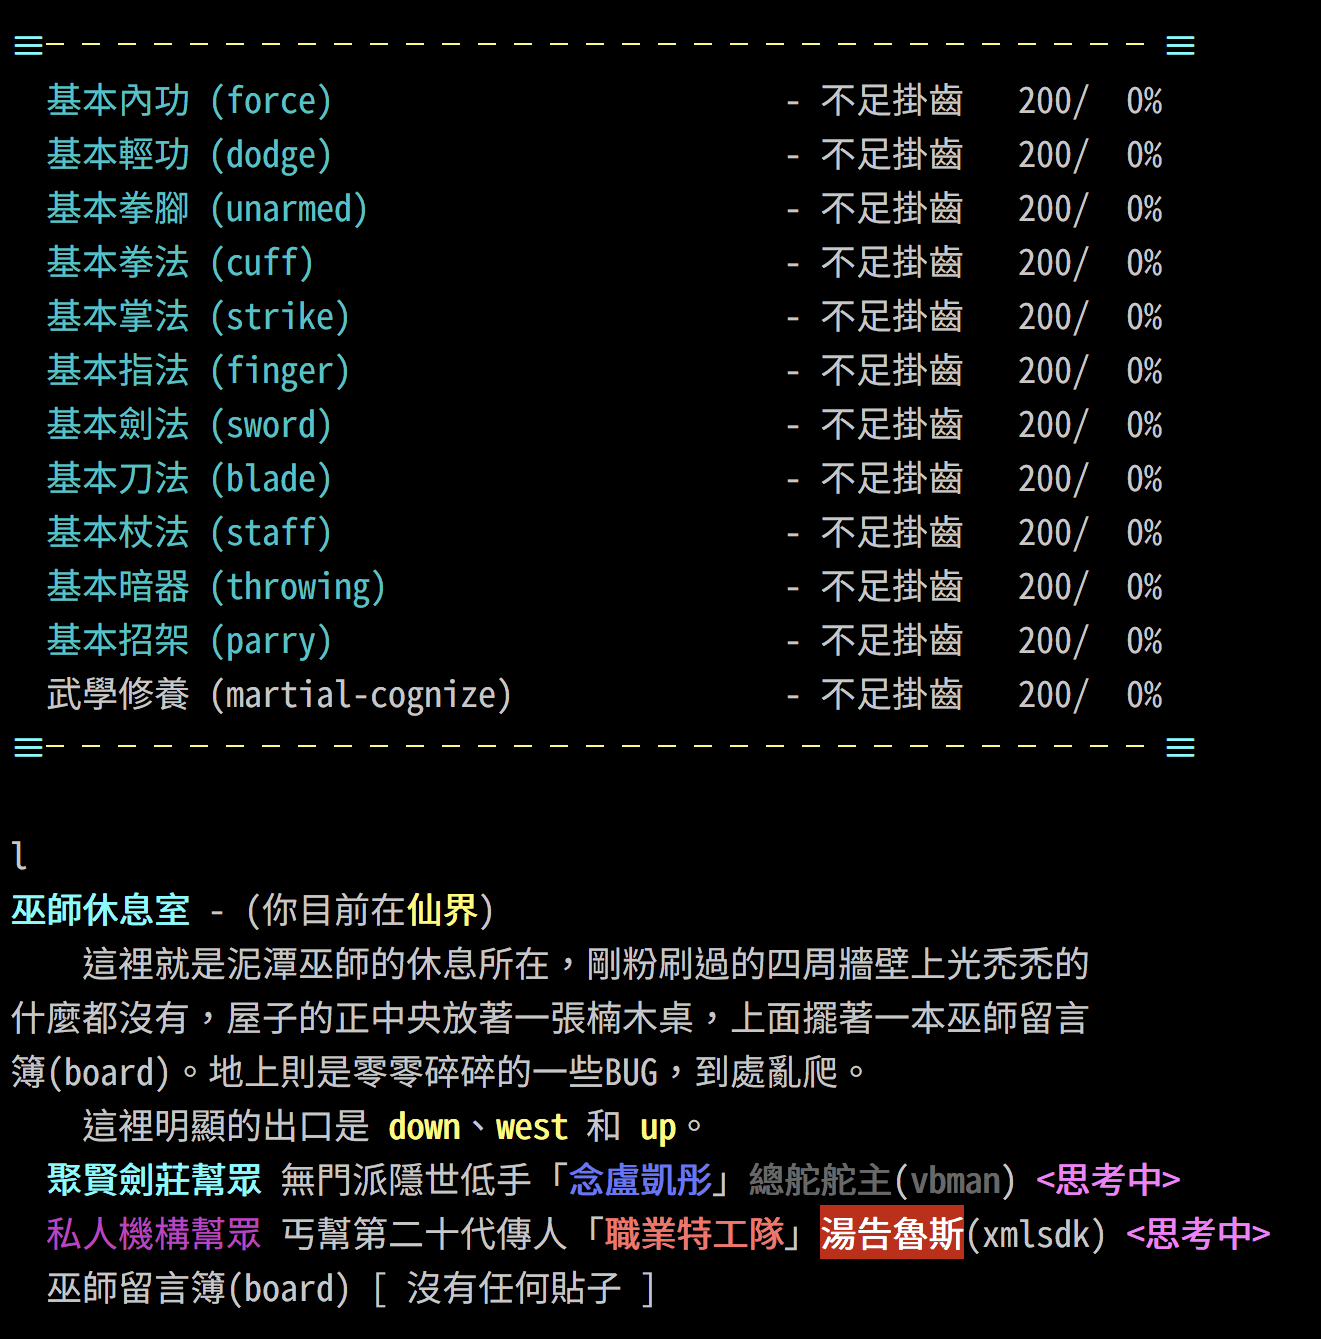 ≡— — — — — — — — — — — — — — — — — — — — — — — — — — — — — — — ≡
基本內功 (force) - 不足掛齒 200/ 0%
基本輕功 (dodge) - 不足掛齒 200/ 0%
基本拳腳 (unarmed) - 不足掛齒 200/ 0%
基本拳法 (cuff) - 不足掛齒 200/ 0%
基本掌法 (strike) - 不足掛齒 200/ 0%
基本指法 (finger) - 不足掛齒 200/ 0%
基本劍法 (sword) - 不足掛齒 200/ 0%
基本刀法 (blade) - 不足掛齒 200/ 0%
基本杖法 (staff) - 不足掛齒 200/ 0%
基本暗器 (throwing) - 不足掛齒 200/ 0%
基本招架 (parry) - 不足掛齒 200/ 0%
武學修養 (martial-cognize) - 不足掛齒 200/ 0%
≡— — — — — — — — — — — — — — — — — — — — — — — — — — — — — — — ≡
l
巫師休息室 - (你目前在仙界)
這裡就是泥潭巫師的休息所在，剛粉刷過的四周牆壁上光禿禿的
什麼都沒有，屋子的正中央放著一張楠木桌，上面擺著一本巫師留言
簿(board)。地上則是零零碎碎的一些BUG，到處亂爬。
這裡明顯的出口是 down、west 和 up。
聚賢劍莊幫眾 無門派隱世低手「念盧凱彤」總舵舵主(vbman) <思考中>
私人機構幫眾 丐幫第二十代傳人「職業特工隊」湯告魯斯(xmlsdk) <思考中>
巫師留言簿(board) [ 沒有任何貼子 ]